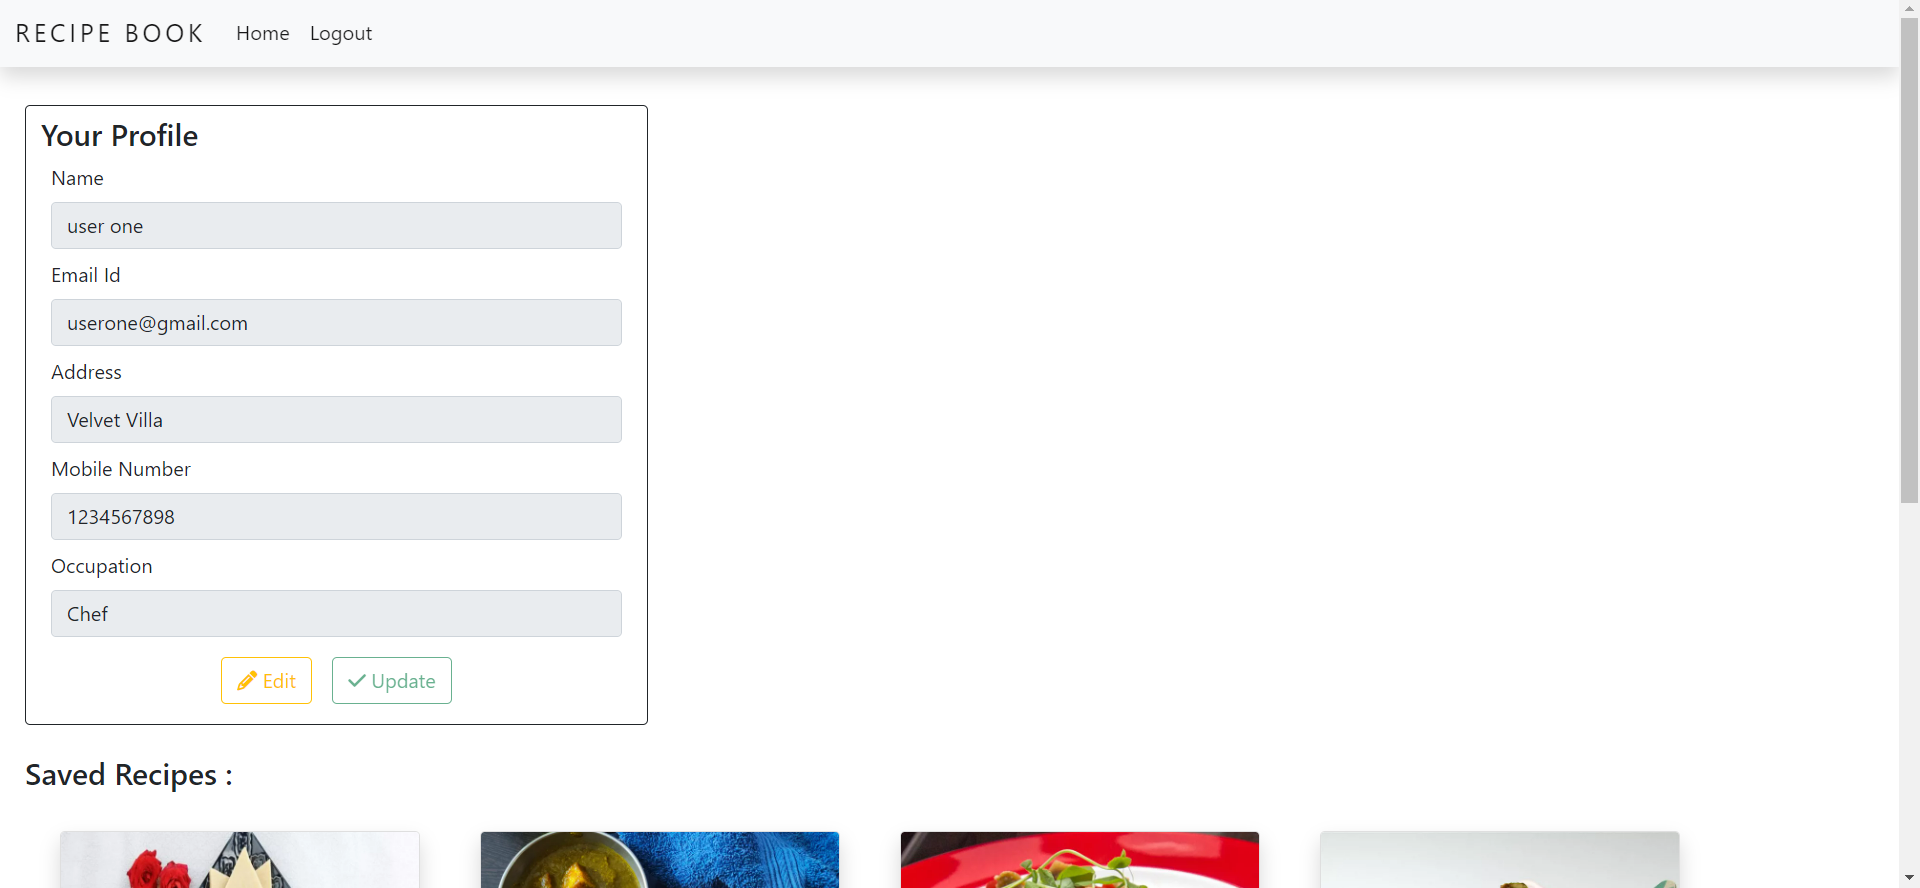 RECIPE BOOK Home Logout
Your Profile
Name
user one
Email Id
userone@gmail.com
Address
Velvet Villa
Mobile Number
1234567898
Occupation
Chef
Edit Update
Saved Recipes :